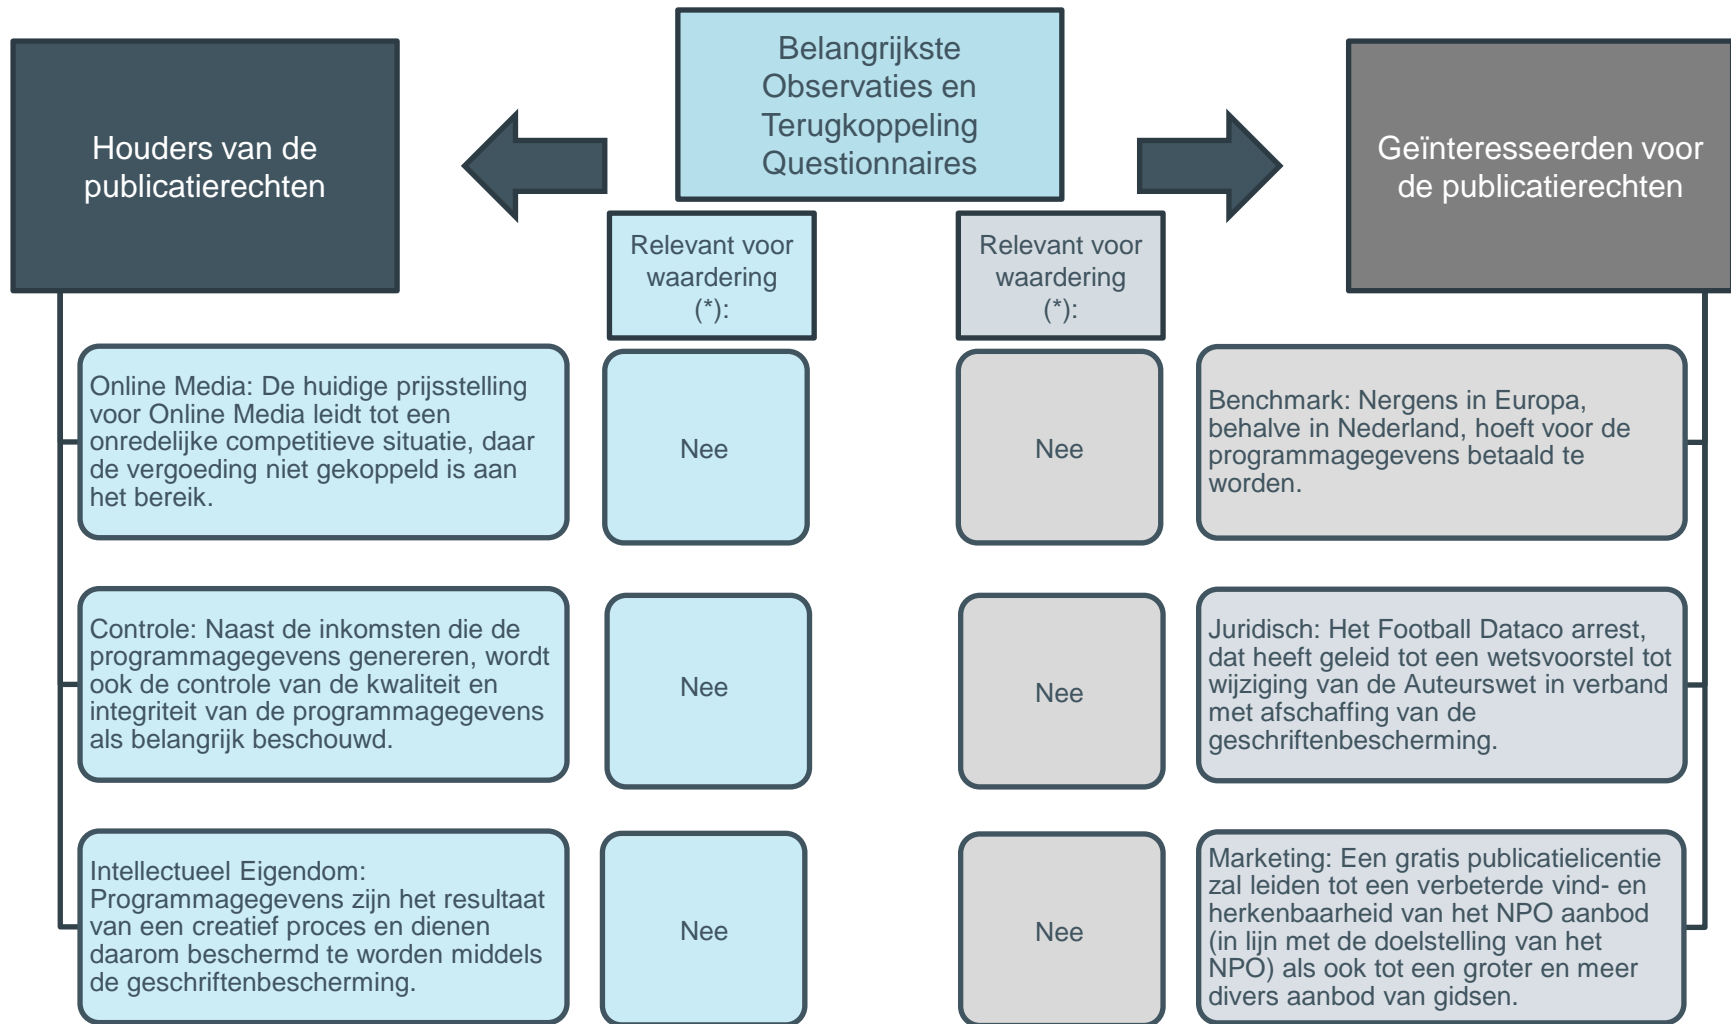 Belangrijkste
Observaties en
Terugkoppeling
Questionnaires
Houders van de
publicatierechten
Geïnteresseerden voor
de publicatierechten
Relevant voor
waardering
(*):
Relevant voor
waardering
(*):
Online Media: De huidige prijsstelling
voor Online Media leidt tot een
onredelijke competitieve situatie, daar
de vergoeding niet gekoppeld is aan
het bereik.
Nee
Nee
Benchmark: Nergens in Europa,
behalve in Nederland, hoeft voor de
programmagegevens betaald te
worden.
Controle: Naast de inkomsten die de
programmagegevens genereren, wordt
ook de controle van de kwaliteit en
integriteit van de programmagegevens
als belangrijk beschouwd.
Nee
Nee
Juridisch: Het Football Dataco arrest,
dat heeft geleid tot een wetsvoorstel tot
wijziging van de Auteurswet in verband
met afschaffing van de
geschriftenbescherming.
Intellectueel Eigendom:
Programmagegevens zijn het resultaat
van een creatief proces en dienen
daarom beschermd te worden middels
de geschriftenbescherming.
Nee
Nee
Marketing: Een gratis publicatielicentie
zal leiden tot een verbeterde vind- en
herkenbaarheid van het NPO aanbod
(in lijn met de doelstelling van het
NPO) als ook tot een groter en meer
divers aanbod van gidsen.